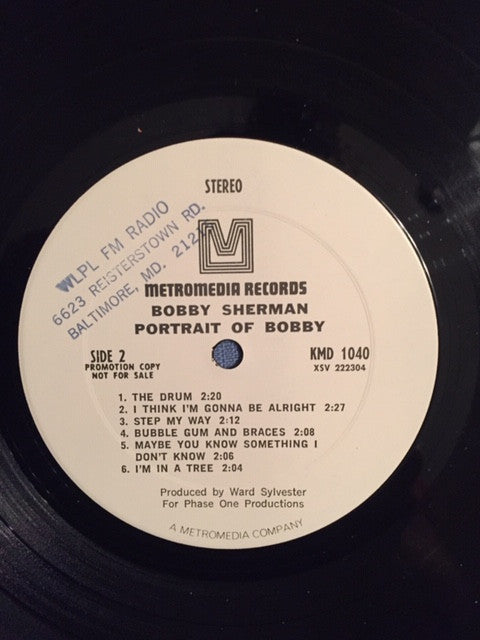 STEREO
WLPL FM RADIO
6623 REISTERSTOWN RD.
BALTIMORE, MD.
M
METROMEDIA RECORDS
BOBBY SHERMAN
PORTRAIT OF BOBBY
SIDE 2
PROMOTION COPY
NOT FOR SALE
KMD 1040
XSV 222304
1. THE DRUM 2:20
2. I THINK I'M GONNA BE ALRIGHT 2:27
3. STEP MY WAY 2:12
4. BUBBLE GUM AND BRACES 2:08
5. MAYBE YOU KNOW SOMETHING I
DON'T KNOW 2:06
6. I'M IN A TREE 2:04
Produced by Ward Sylvester
For Phase One Productions
A METROMEDIA COMPANY